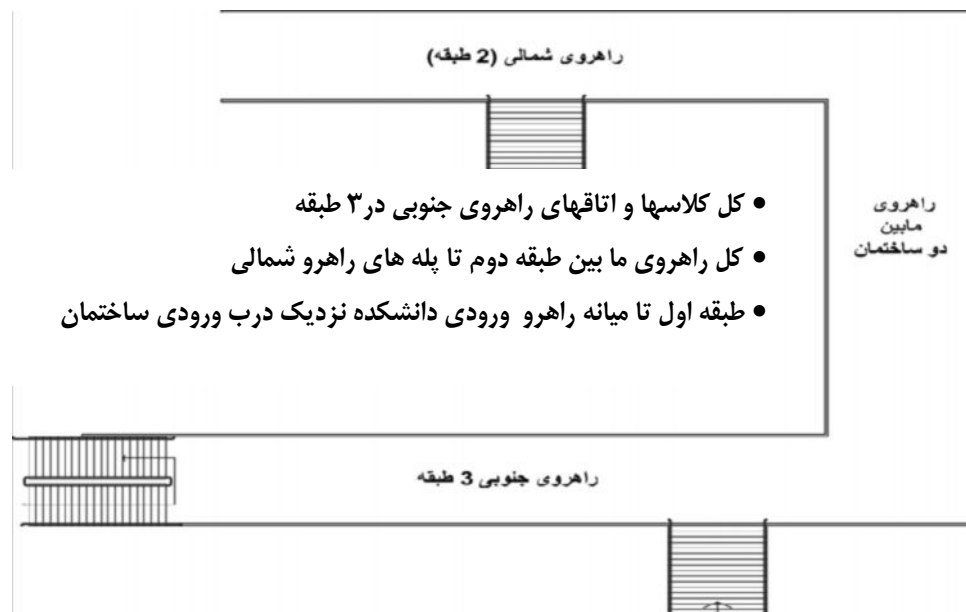 راهروی شمالی (2 طبقه)
• کل کلاسها و اتاقهای راهروی جنوبی در۳ طبقه
• کل راهروی ما بین طبقه دوم تا پله های راهرو شمالی
• طبقه اول تا میانه راهرو ورودی دانشکده نزدیک درب ورودی ساختمان
راهروی
مابین
دو ساختمان
راهروی جنوبی 3 طبقه